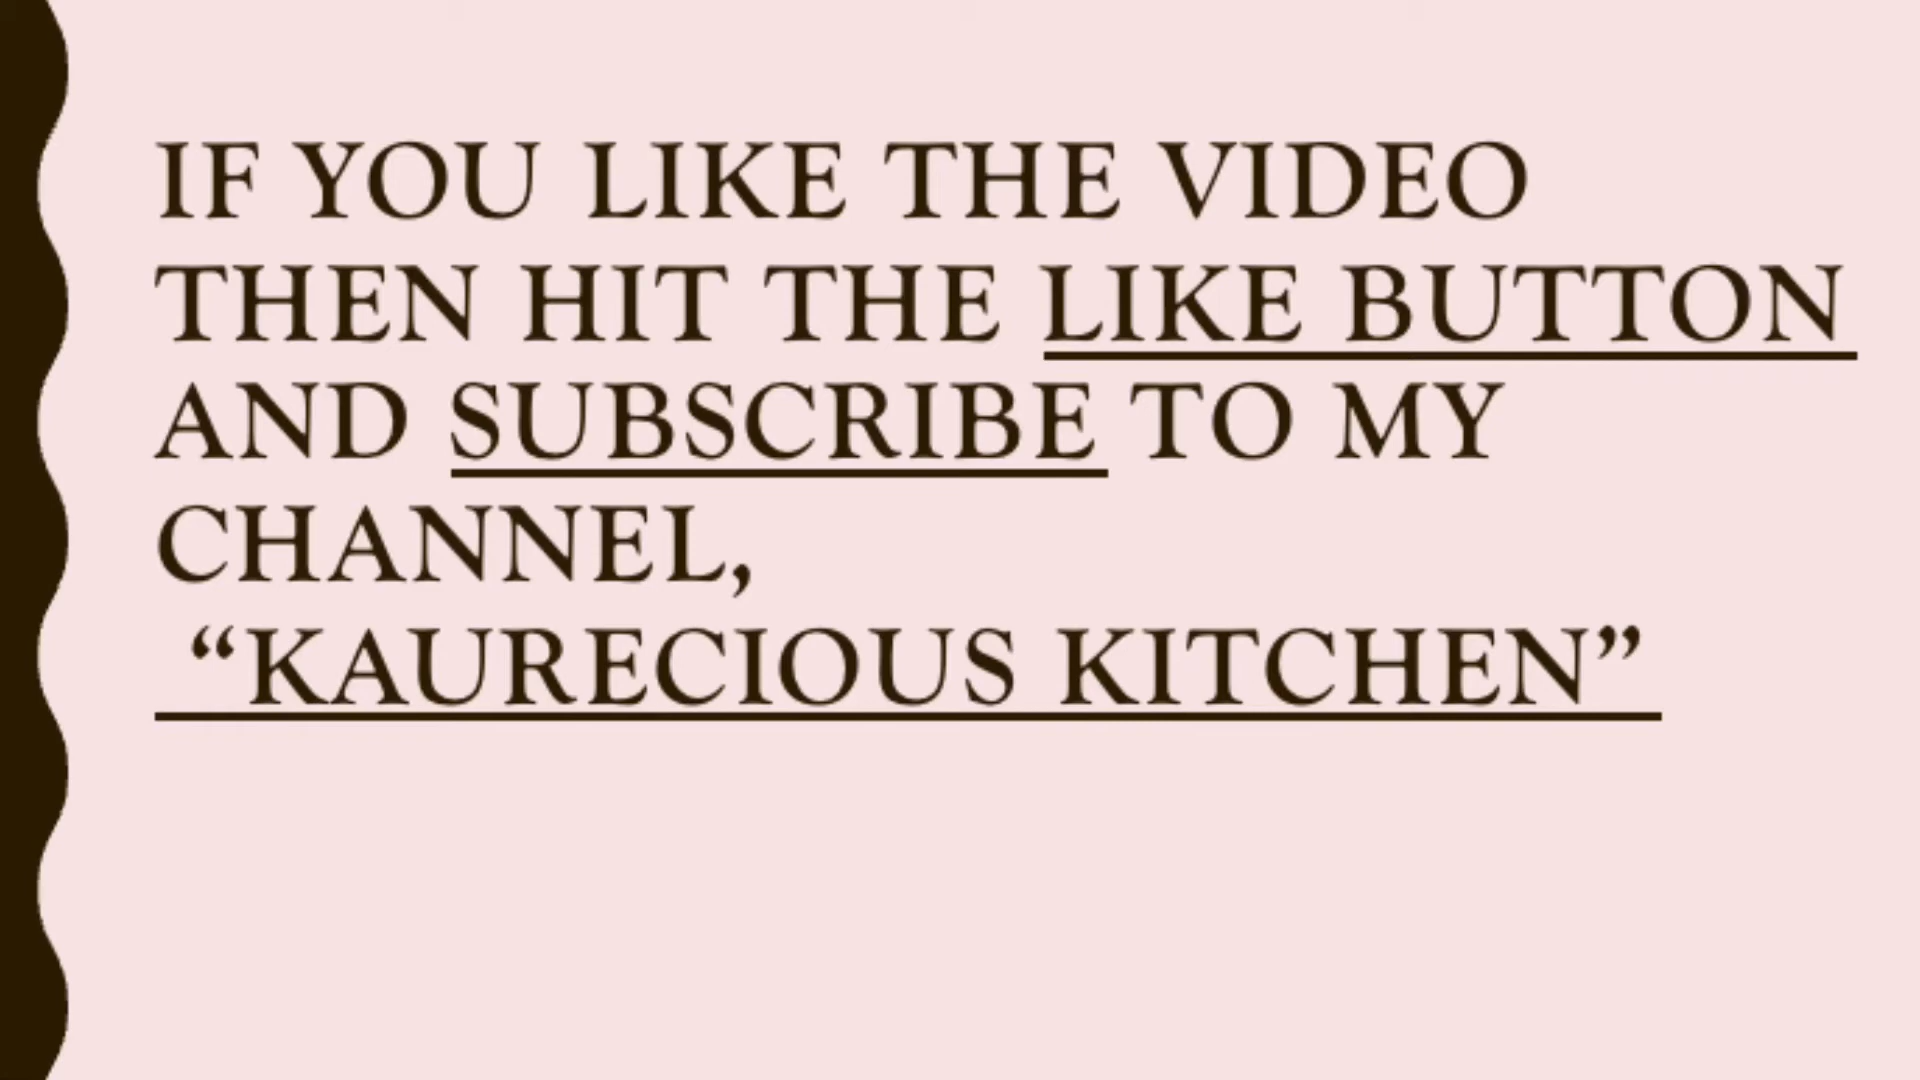 IF YOU LIKE THE VIDEO
THEN HIT THE LIKE BUTTON
AND SUBSCRIBE TO MY
CHANNEL,
“KAURECIOUS KITCHEN”